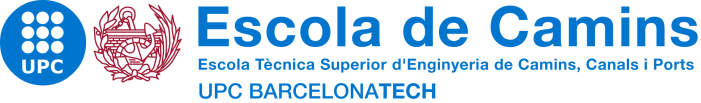 UPC
Escola de Camins
Escola Tècnica Superior d'Enginyeria de Camins, Canals i Ports
UPC BARCELONATECH